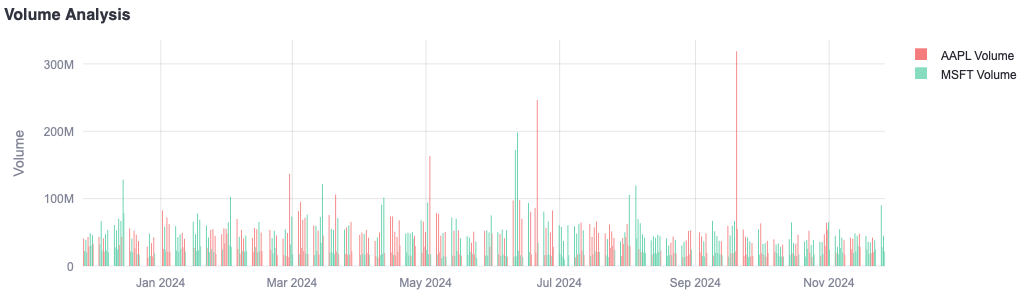 Volume Analysis
300M
200M
100M
0
Volume
Jan 2024
Mar 2024
May 2024
Jul 2024
Sep 2024
Nov 2024
AAPL Volume
MSFT Volume